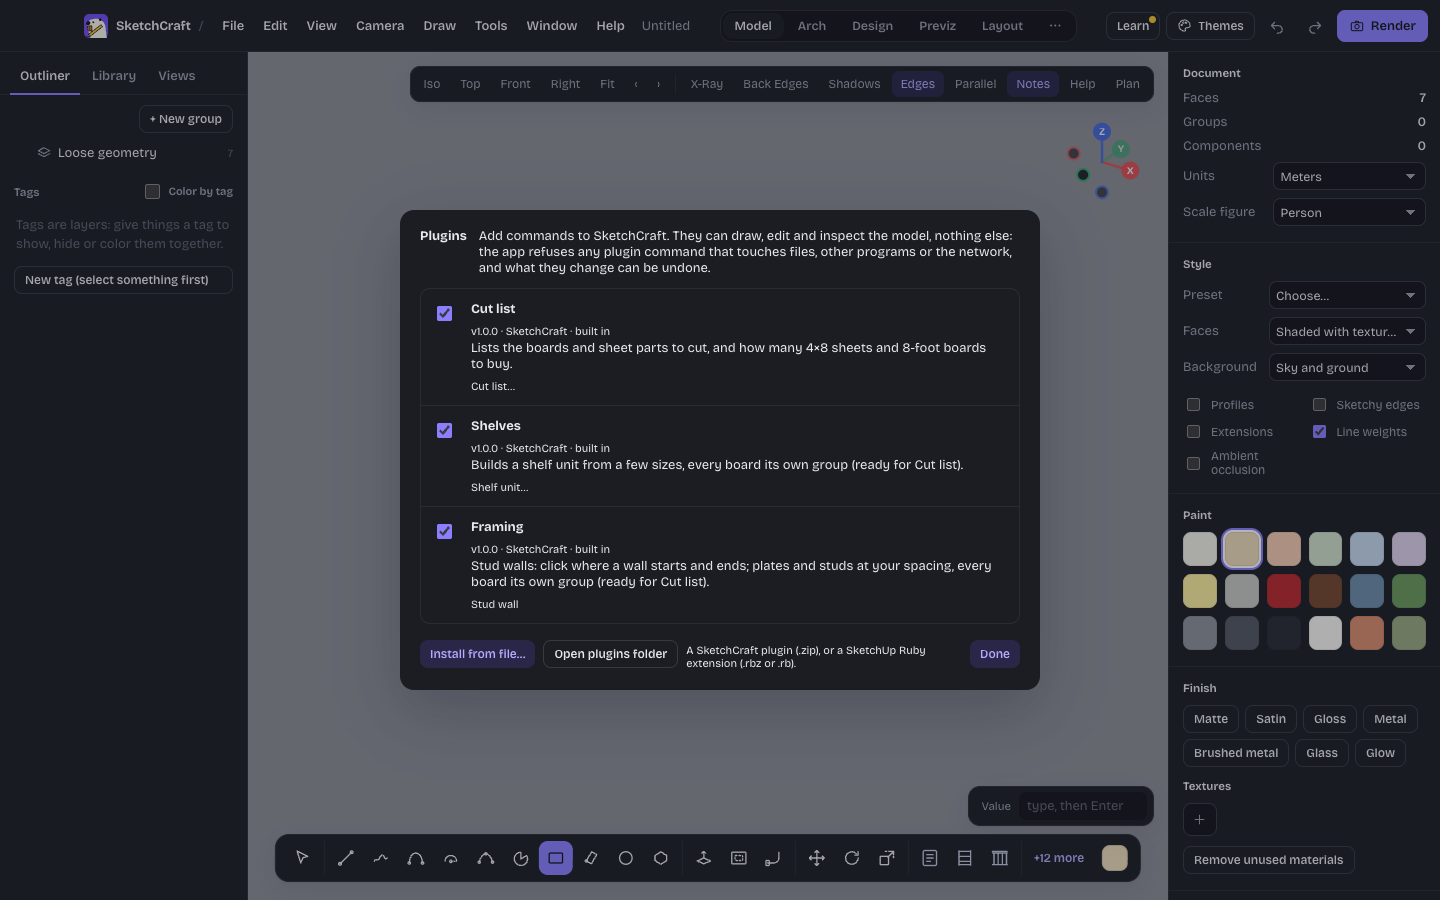 SketchCraft / File Edit View Camera Draw Tools Window Help Untitled Model Arch Design Previz Layout ··· Learn Themes Render
Outliner Library Views
+ New group
Loose geometry 7
Tags Color by tag
Tags are layers: give things a tag to
show, hide or color them together.
New tag (select something first)
Iso Top Front Right Fit ‹ › X-Ray Back Edges Shadows Edges Parallel Notes Help Plan
Z
Y
X
Plugins Add commands to SketchCraft. They can draw, edit and inspect the model, nothing else:
the app refuses any plugin command that touches files, other programs or the network,
and what they change can be undone.
Cut list
v1.0.0 · SketchCraft · built in
Lists the boards and sheet parts to cut, and how many 4×8 sheets and 8-foot boards
to buy.
Cut list...
Shelves
v1.0.0 · SketchCraft · built in
Builds a shelf unit from a few sizes, every board its own group (ready for Cut list).
Shelf unit...
Framing
v1.0.0 · SketchCraft · built in
Stud walls: click where a wall starts and ends; plates and studs at your spacing, every
board its own group (ready for Cut list).
Stud wall
Install from file... Open plugins folder A SketchCraft plugin (.zip), or a SketchUp Ruby
extension (.rbz or .rb). Done
Value type, then Enter
+12 more
Document
Faces 7
Groups 0
Components 0
Units Meters
Scale figure Person
Style
Preset Choose...
Faces Shaded with textur...
Background Sky and ground
Profiles Sketchy edges
Extensions Line weights
Ambient
occlusion
Paint
Finish
Matte Satin Gloss Metal
Brushed metal Glass Glow
Textures
+
Remove unused materials